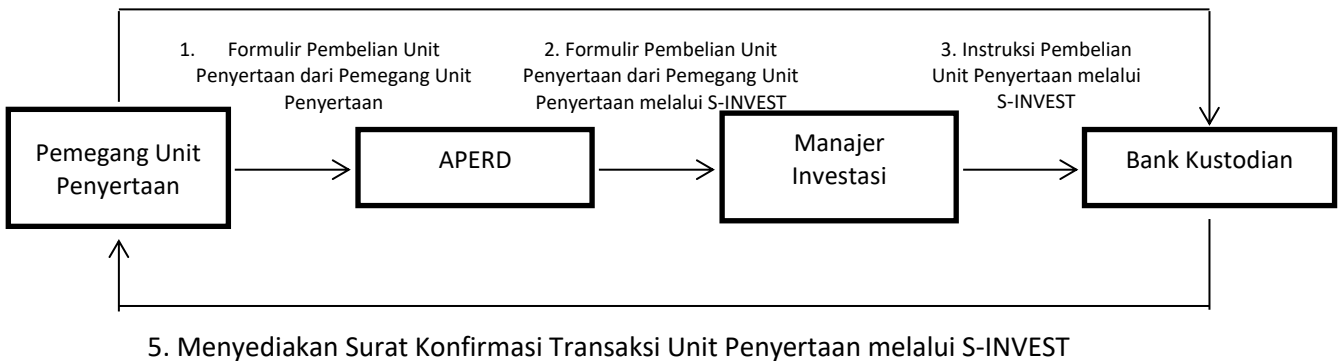 1. Formulir Pembelian Unit
Penyertaan dari Pemegang Unit
Penyertaan
2. Formulir Pembelian Unit
Penyertaan dari Pemegang Unit
Penyertaan melalui S-INVEST
3. Instruksi Pembelian
Unit Penyertaan melalui
S-INVEST
Pemegang Unit
Penyertaan
APERD
Manajer
Investasi
Bank Kustodian
5. Menyediakan Surat Konfirmasi Transaksi Unit Penyertaan melalui S-INVEST